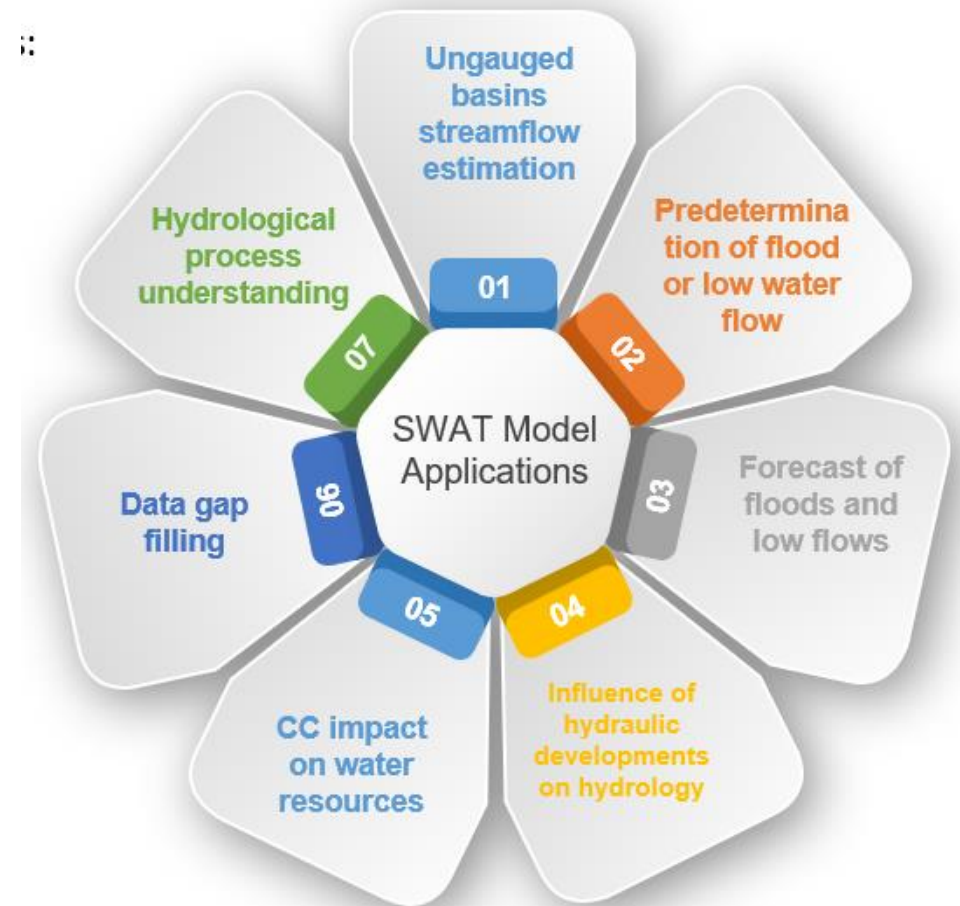 s:
Ungauged
basins
streamflow
estimation
01
Predetermina
tion of flood
or low water
flow
02
Forecast of
floods and
low flows
03
Influence of
hydraulic
developments
on hydrology
04
CC impact
on water
resources
05
Data gap
filling
06
Hydrological
process
understanding
07
SWAT Model
Applications